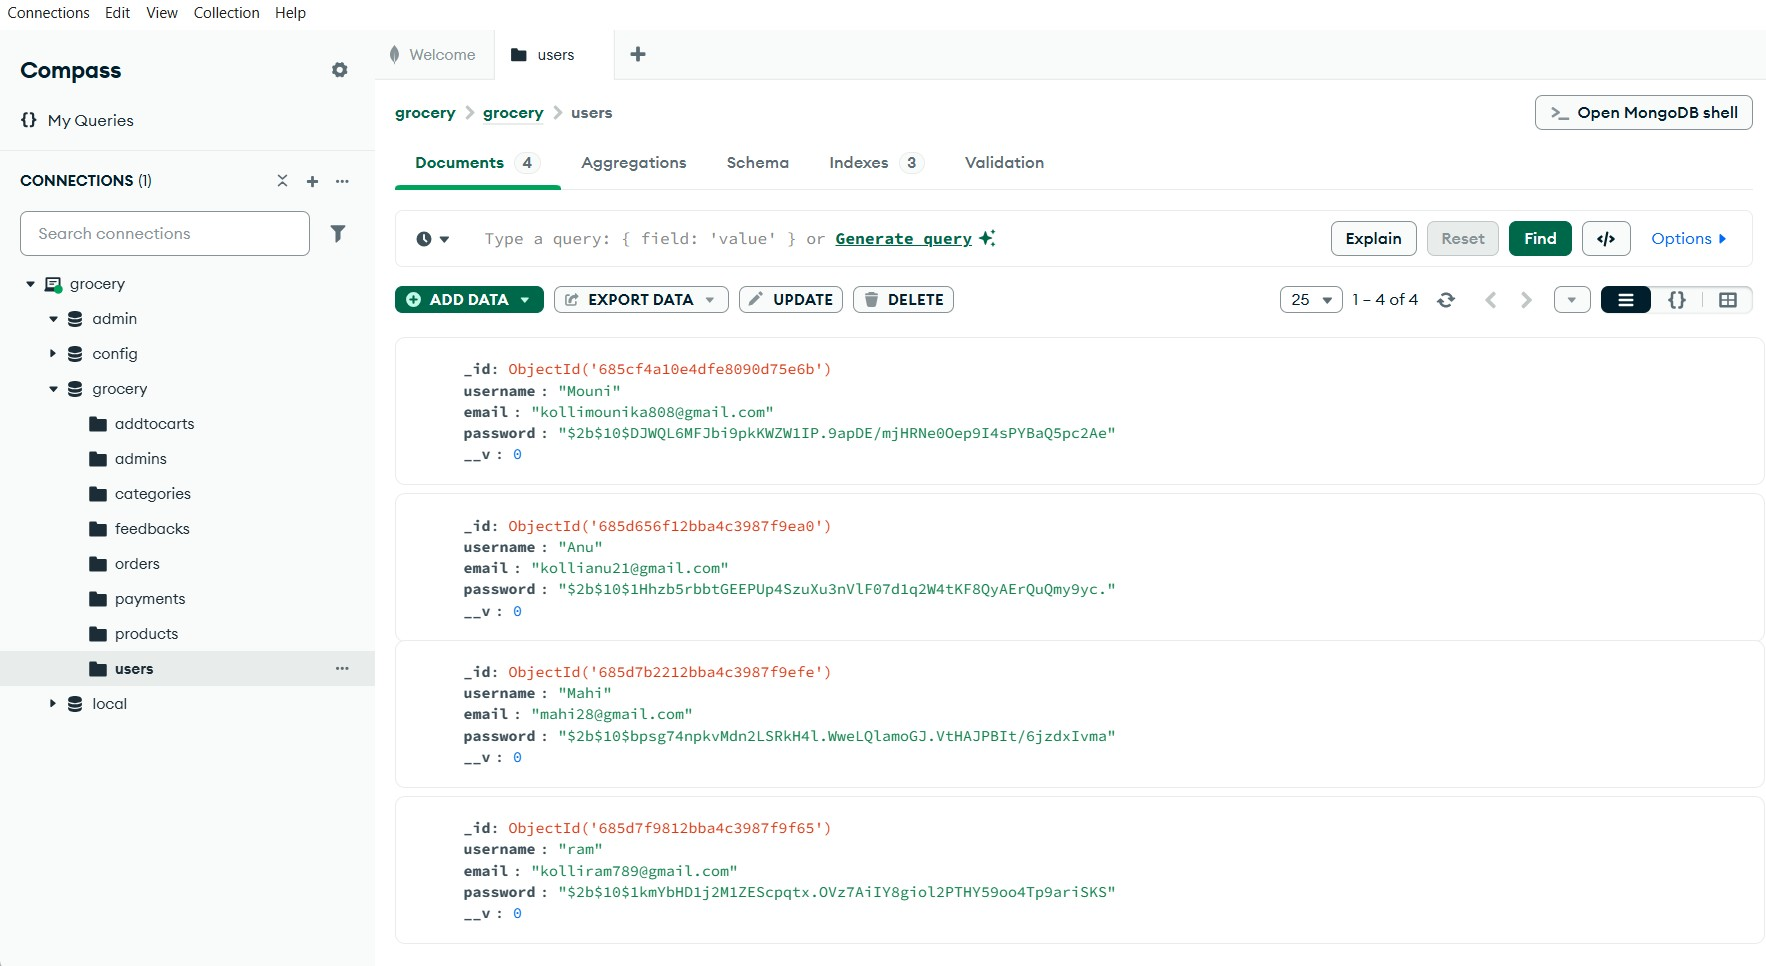 Connections Edit View Collection Help
Compass
My Queries
CONNECTIONS (1)
Search connections
grocery
admin
config
grocery
addtocarts
admins
categories
feedbacks
orders
payments
products
users
local
Welcome
users
grocery > grocery > users
>_ Open MongoDB shell
Documents 4 Aggregations Schema Indexes 3 Validation
Type a query: { field: 'value' } or Generate query
Explain Reset Find </> Options
ADD DATA EXPORT DATA UPDATE DELETE
25 1 – 4 of 4
_id: ObjectId('685cf4a10e4dfe8090d75e6b')
username : "Mouni"
email : "kollimounika808@gmail.com"
password : "$2b$10$DJWQL6MFJbi9pkKWZW1IP.9apDE/mjHRNe0Oep9I4sPYBaQ5pc2Ae"
__v : 0
_id: ObjectId('685d656f12bba4c3987f9ea0')
username : "Anu"
email : "kollianu21@gmail.com"
password : "$2b$10$1Hhzb5rbbtGEEPUp4SzuXu3nVlF07d1q2W4tKF8QyAErQuQmy9yc."
__v : 0
_id: ObjectId('685d7b2212bba4c3987f9efe')
username : "Mahi"
email : "mahi28@gmail.com"
password : "$2b$10$bpsg74npkvMdn2LSRkH4l.WweLQlamoGJ.VtHAJPBIt/6jzdxIvma"
__v : 0
_id: ObjectId('685d7f9812bba4c3987f9f65')
username : "ram"
email : "kolliram789@gmail.com"
password : "$2b$10$1kmYbHD1j2M1ZEScpqtx.OVz7AiIY8giol2PTHY59oo4Tp9ariSKS"
__v : 0